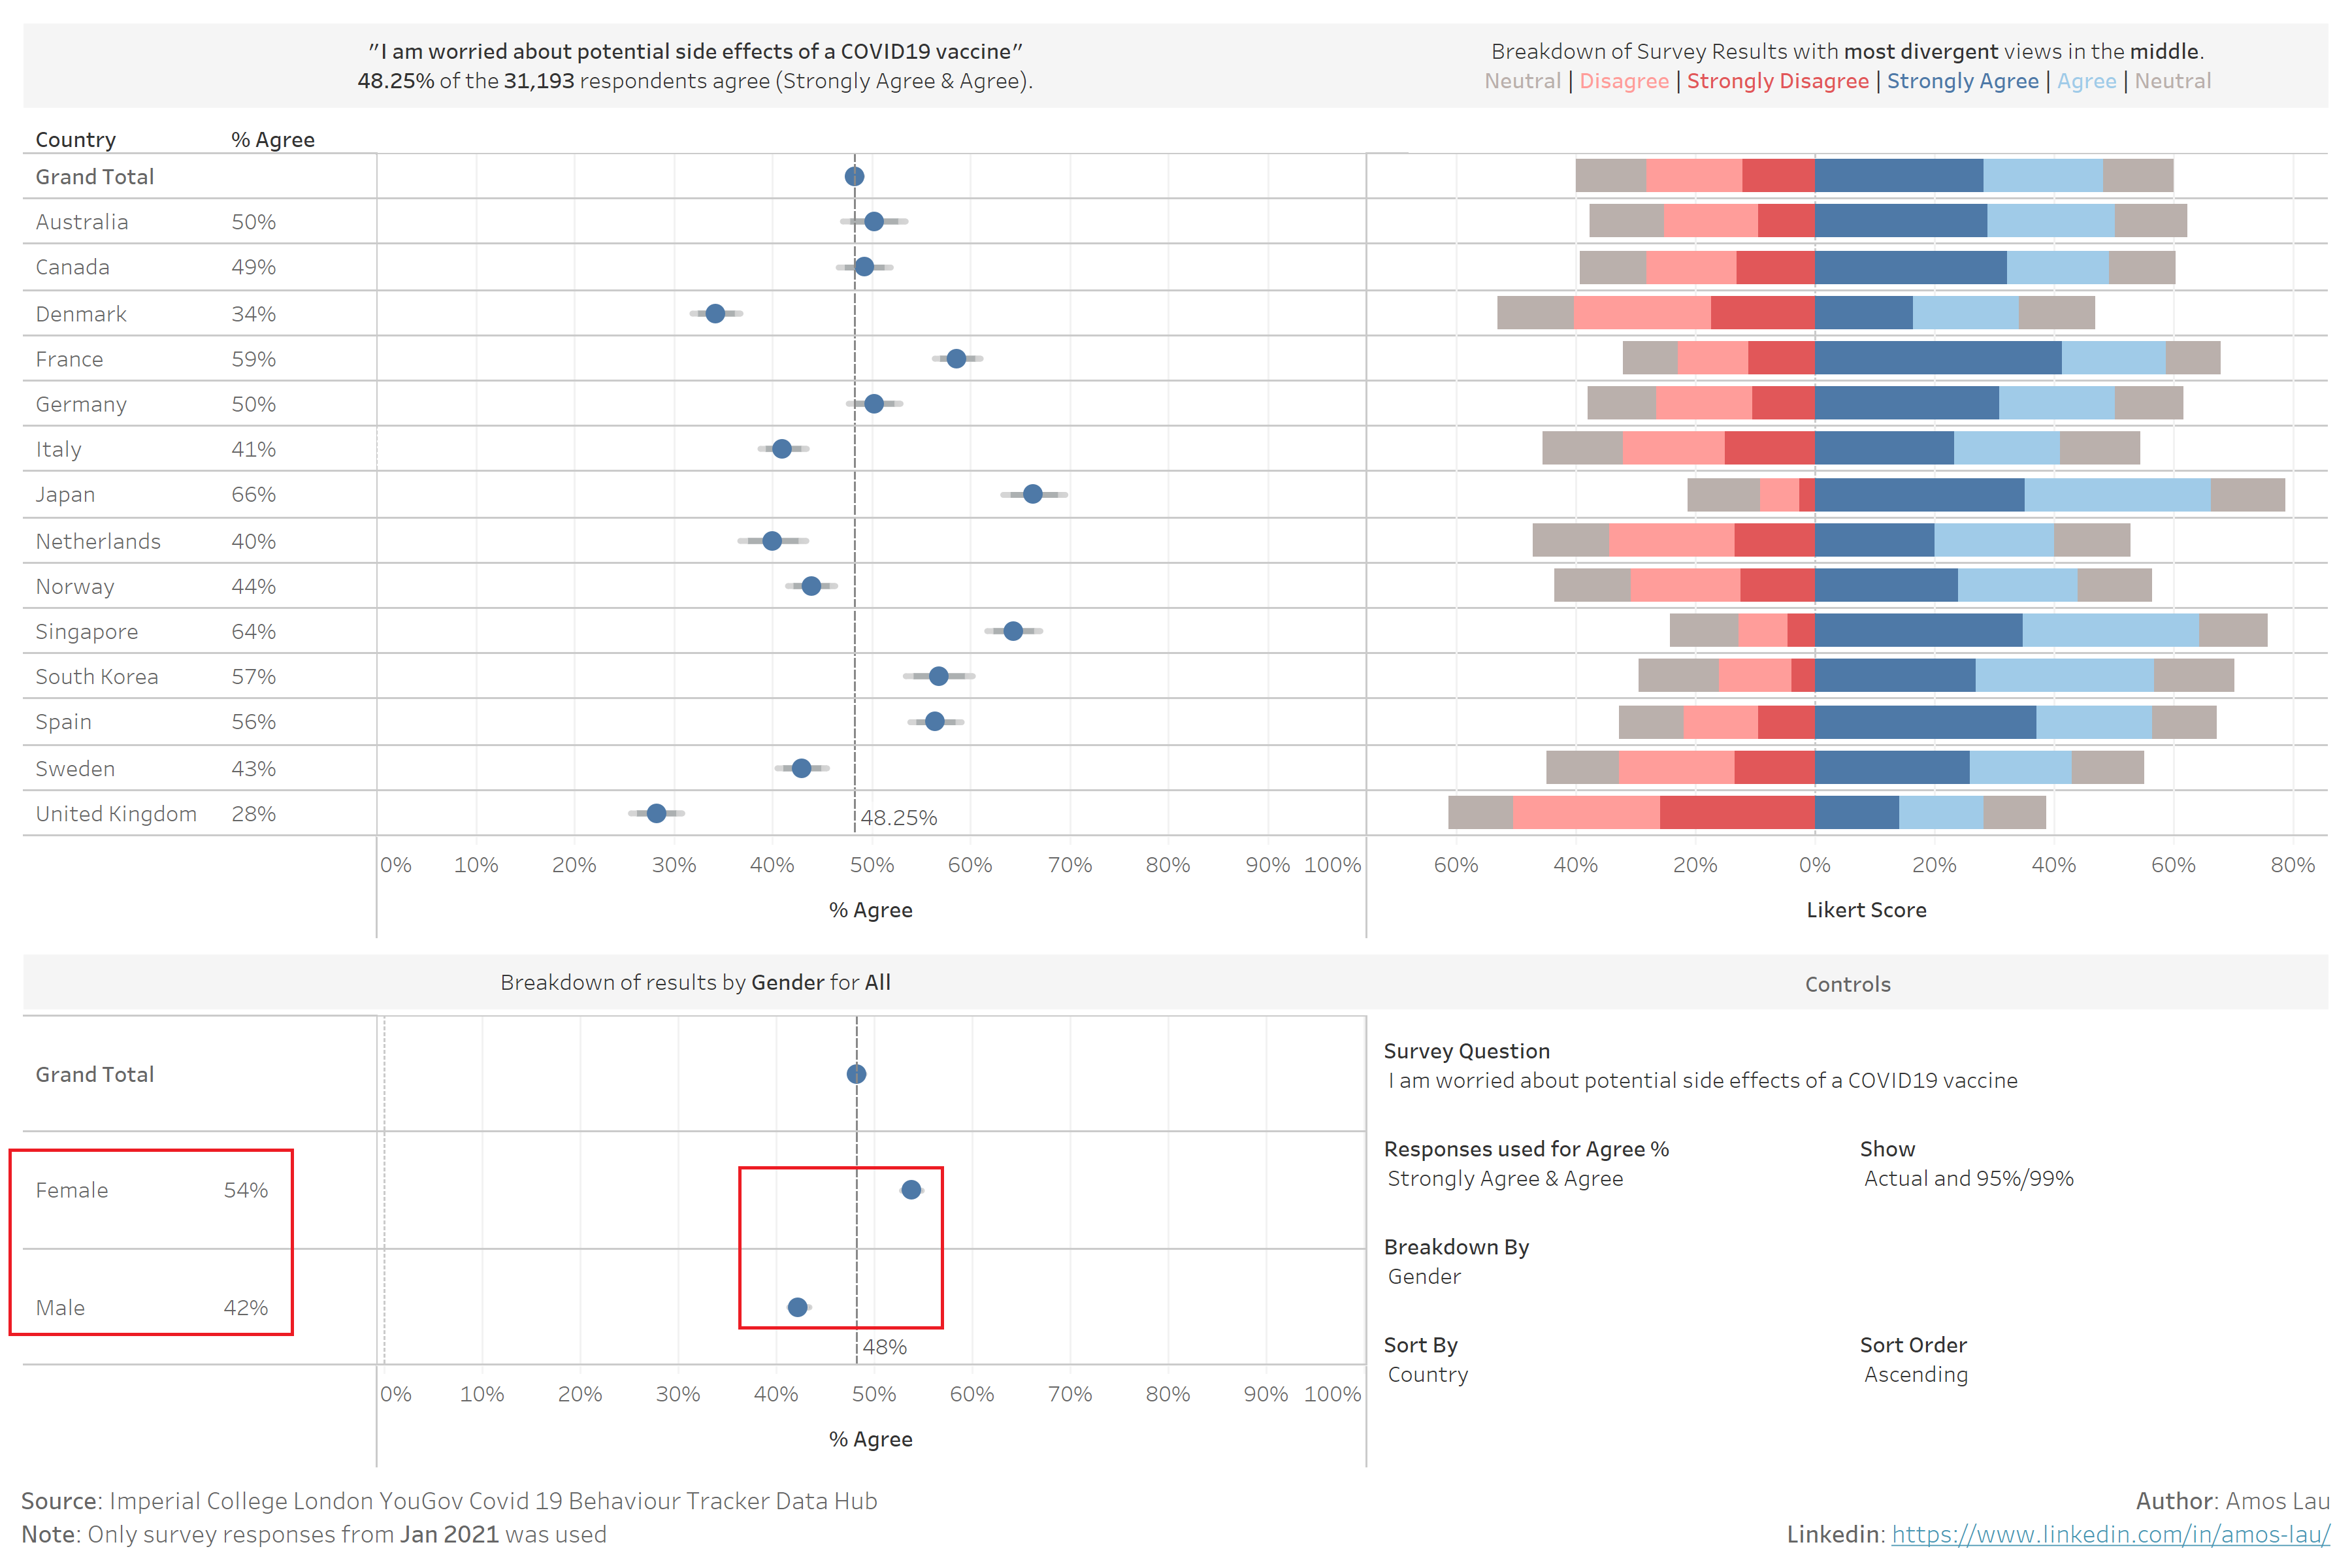 "I am worried about potential side effects of a COVID19 vaccine"
48.25% of the 31,193 respondents agree (Strongly Agree & Agree).
Breakdown of Survey Results with most divergent views in the middle.
Neutral | Disagree | Strongly Disagree | Strongly Agree | Agree | Neutral
Country % Agree
Grand Total
Australia 50%
Canada 49%
Denmark 34%
France 59%
Germany 50%
Italy 41%
Japan 66%
Netherlands 40%
Norway 44%
Singapore 64%
South Korea 57%
Spain 56%
Sweden 43%
United Kingdom 28%
48.25%
0% 10% 20% 30% 40% 50% 60% 70% 80% 90% 100%
% Agree
60% 40% 20% 0% 20% 40% 60% 80%
Likert Score
Breakdown of results by Gender for All
Grand Total
Female 54%
Male 42%
48%
0% 10% 20% 30% 40% 50% 60% 70% 80% 90% 100%
% Agree
Controls
Survey Question
I am worried about potential side effects of a COVID19 vaccine
Responses used for Agree % Show
Strongly Agree & Agree Actual and 95%/99%
Breakdown By
Gender
Sort By Sort Order
Country Ascending
Source: Imperial College London YouGov Covid 19 Behaviour Tracker Data Hub
Note: Only survey responses from Jan 2021 was used
Author: Amos Lau
Linkedin: https://www.linkedin.com/in/amos-lau/